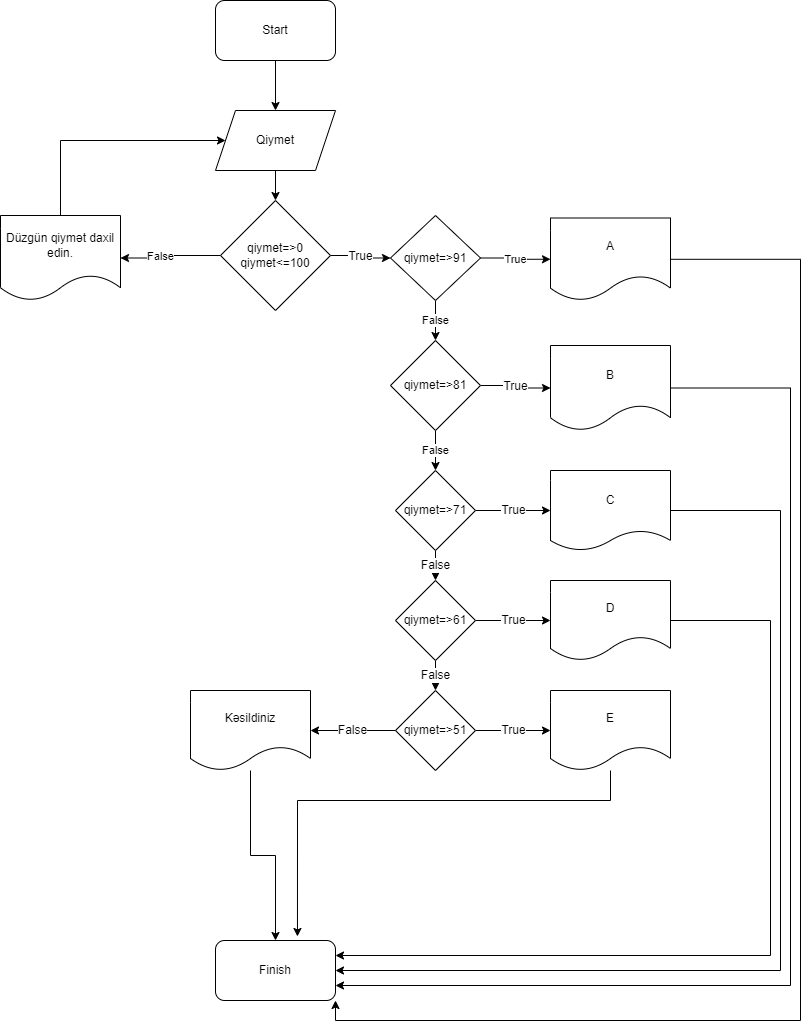 Start
Qiymet
Düzgün qiymət daxil
edin.
False
qiymet=>0
qiymet<=100
True
qiymet=>91
True
A
False
qiymet=>81
True
B
False
qiymet=>71
True
C
False
qiymet=>61
True
D
False
Kəsildiniz
False
qiymet=>51
True
E
Finish